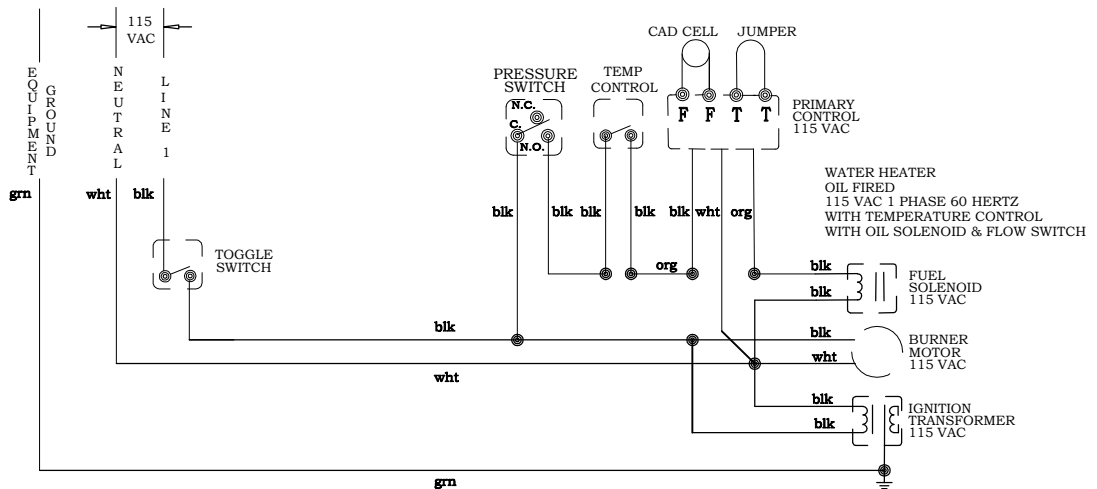 115
VAC
EQUIPMENT
GROUND
NEUTRAL
LINE 1
grn
wht
blk
TOGGLE
SWITCH
PRESSURE
SWITCH
N.C.
C.
N.O.
TEMP
CONTROL
CAD CELL
JUMPER
F F T T
PRIMARY
CONTROL
115 VAC
WATER HEATER
OIL FIRED
115 VAC 1 PHASE 60 HERTZ
WITH TEMPERATURE CONTROL
WITH OIL SOLENOID & FLOW SWITCH
blk
blk
blk
blk
blk
wht
org
org
blk
blk
FUEL
SOLENOID
115 VAC
blk
blk
wht
wht
BURNER
MOTOR
115 VAC
blk
blk
IGNITION
TRANSFORMER
115 VAC
grn